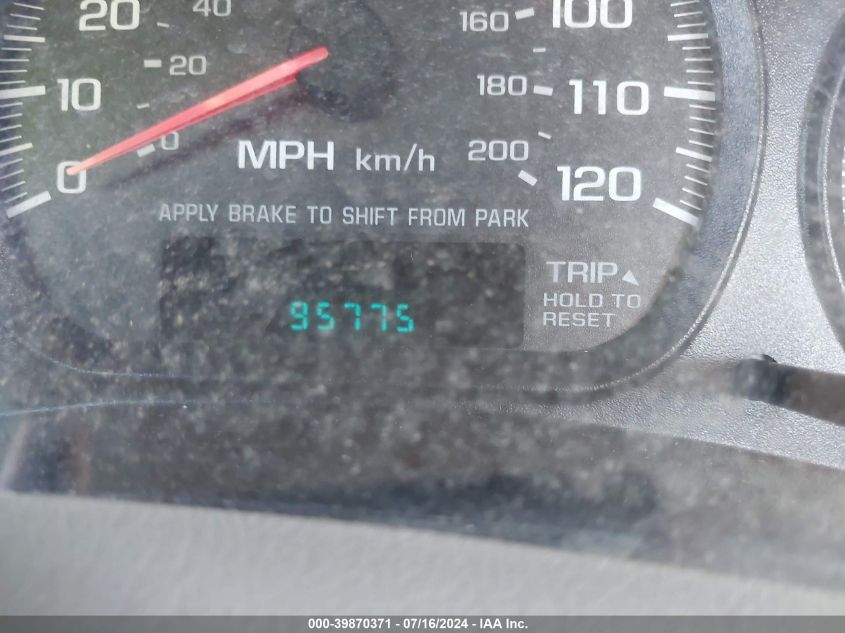 20 40 160 100
20 180 110
10
0 0 MPH km/h 200 120
APPLY BRAKE TO SHIFT FROM PARK
TRIP
HOLD TO
RESET
95775
000-39870371 - 07/16/2024 - IAA Inc.